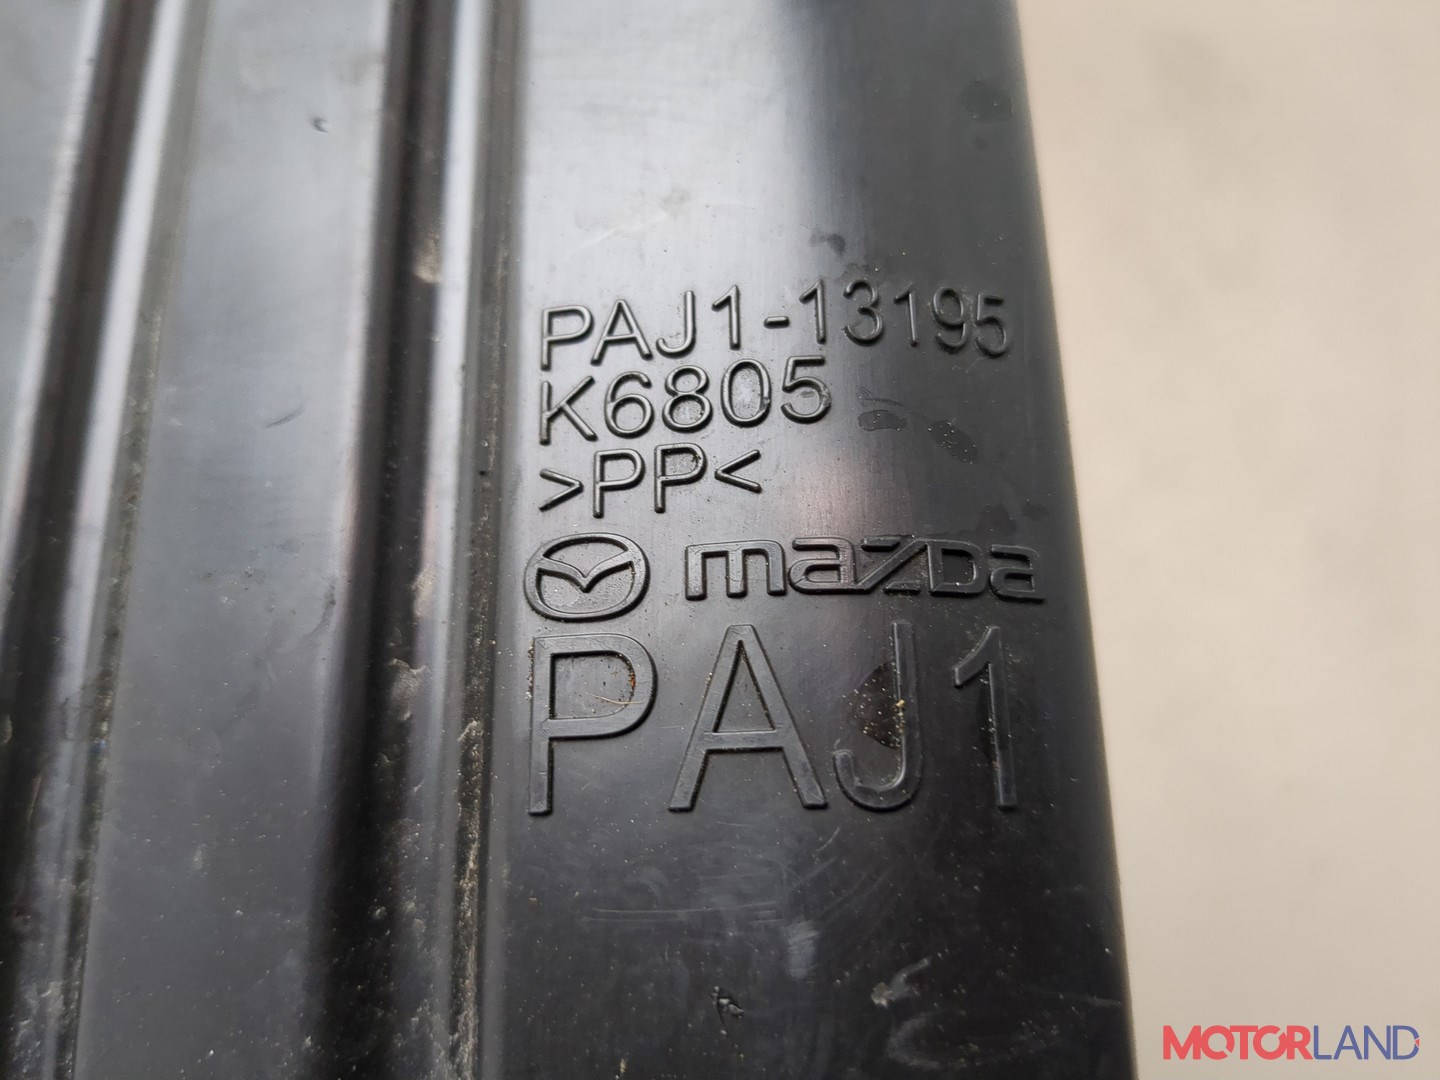 PAJ1-13195
K6805
>PP<
mazda
PAJ1
MOTORLAND